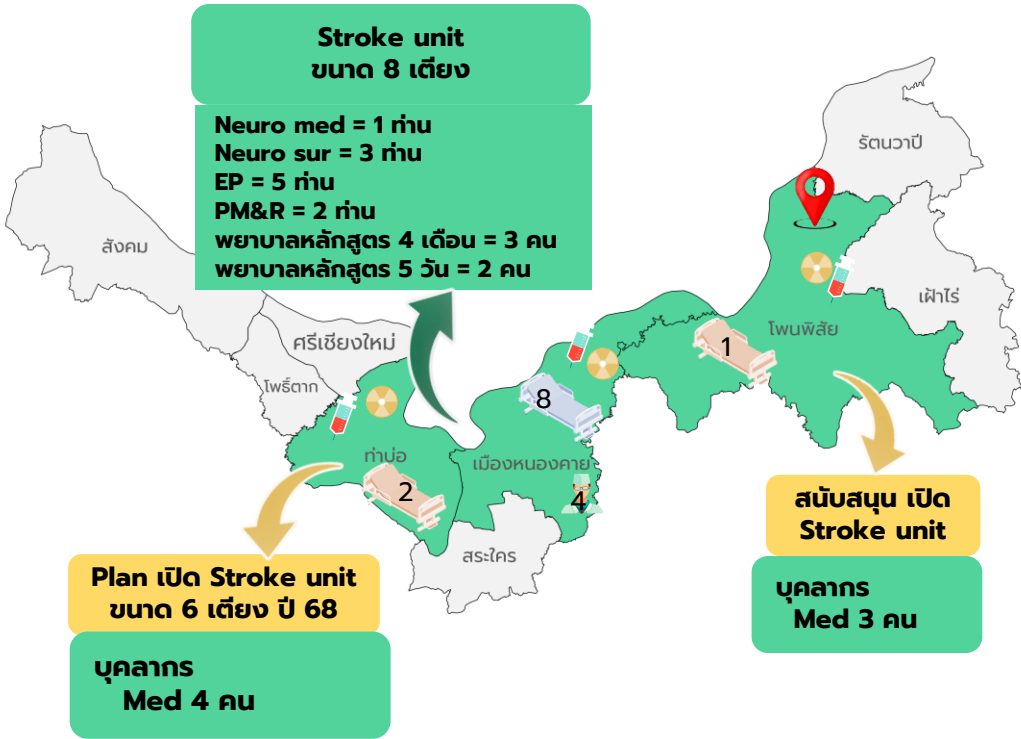 Stroke unit
ขนาด 8 เตียง
Neuro med = 1 ท่าน
Neuro sur = 3 ท่าน
EP = 5 ท่าน
PM&R = 2 ท่าน
พยาบาลหลักสูตร 4 เดือน = 3 คน
พยาบาลหลักสูตร 5 วัน = 2 คน
รัตนวาปี
สังคม
เฝ้าไร่
โพนพิสัย
ศรีเชียงใหม่
1
โพธิ์ตาก
8
ท่าบ่อ
เมืองหนองคาย
2
4
สระใคร
สนับสนุน เปิด
Stroke unit
บุคลากร
Med 3 คน
Plan เปิด Stroke unit
ขนาด 6 เตียง ปี 68
บุคลากร
Med 4 คน